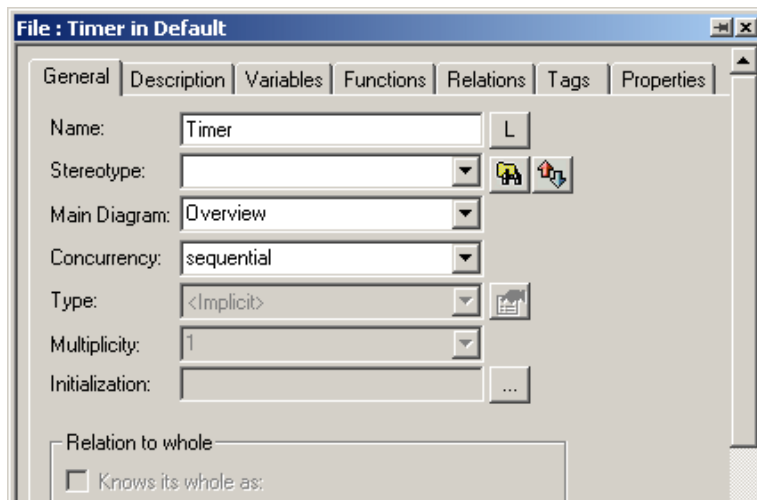 File : Timer in Default
General Description Variables Functions Relations Tags Properties
Name: Timer L
Stereotype:
Main Diagram: Overview
Concurrency: sequential
Type: <Implicit>
Multiplicity: 1
Initialization: ...
Relation to whole
Knows its whole as: